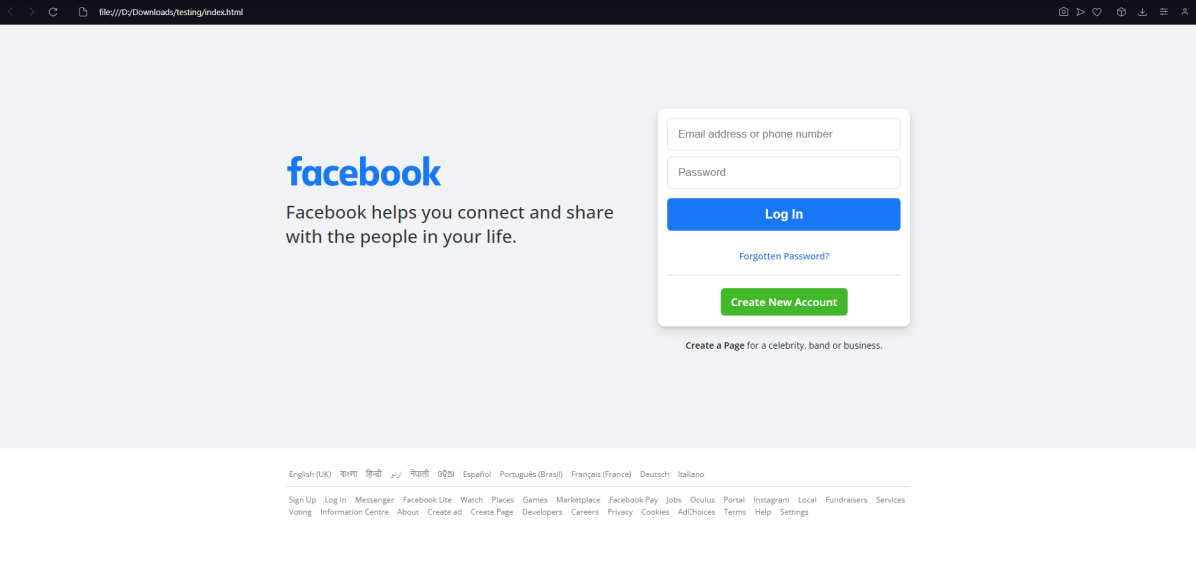 file:///D:/Downloads/testing/index.html
facebook
Facebook helps you connect and share
with the people in your life.
Email address or phone number
Password
Log In
Forgotten Password?
Create New Account
Create a Page for a celebrity, band or business.
English (UK) বাংলা हिन्दी اردو नेपाली ଓଡ଼ିଆ Español Português (Brasil) Français (France) Deutsch Italiano
Sign Up Log In Messenger Facebook Lite Watch Places Games Marketplace Facebook Pay Jobs Oculus Portal Instagram Local Fundraisers Services
Voting Information Centre About Create ad Create Page Developers Careers Privacy Cookies AdChoices Terms Help Settings